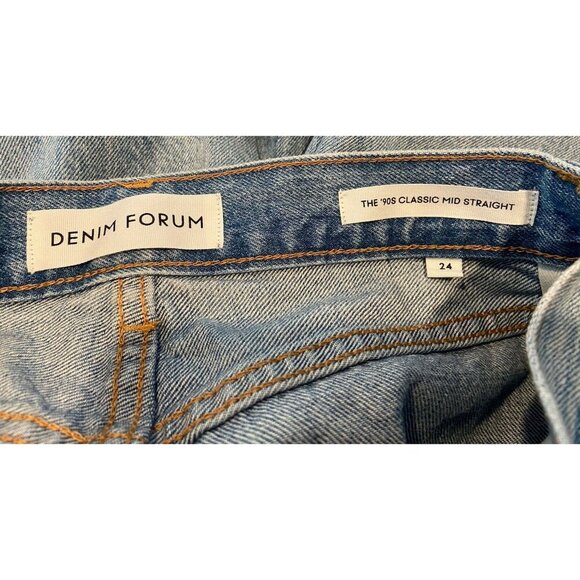 DENIM FORUM
THE '90S CLASSIC MID STRAIGHT
24